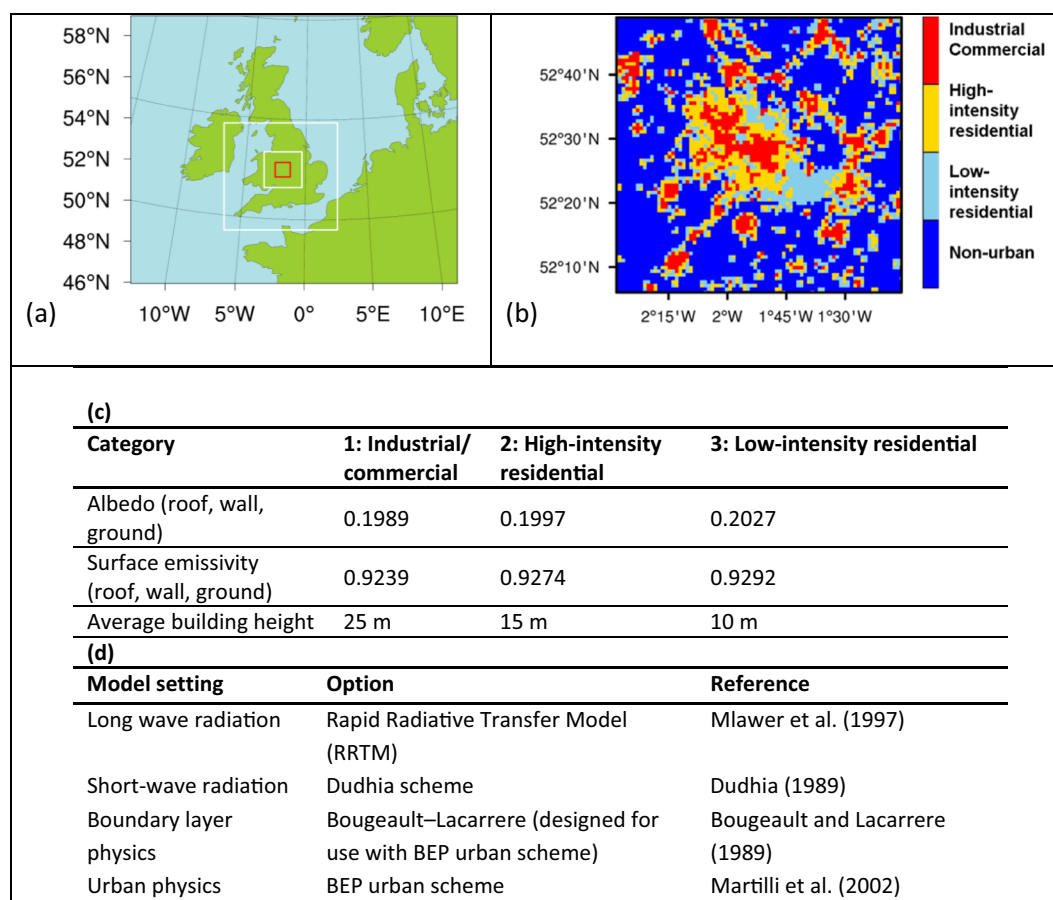 58°N
56°N
54°N
52°N
50°N
48°N
46°N
10°W 5°W 0° 5°E 10°E
(a)
52°40'N
52°30'N
52°20'N
52°10'N
2°15'W 2°W 1°45'W 1°30'W
(b)
Industrial
Commercial
High-
intensity
residential
Low-
intensity
residential
Non-urban
(c)
Category 1: Industrial/ 2: High-intensity 3: Low-intensity residential
commercial residential
Albedo (roof, wall,
ground) 0.1989 0.1997 0.2027
Surface emissivity
(roof, wall, ground) 0.9239 0.9274 0.9292
Average building height 25 m 15 m 10 m
(d)
Model setting Option Reference
Long wave radiation Rapid Radiative Transfer Model Mlawer et al. (1997)
(RRTM)
Short-wave radiation Dudhia scheme Dudhia (1989)
Boundary layer Bougeault–Lacarrere (designed for Bougeault and Lacarrere
physics use with BEP urban scheme) (1989)
Urban physics BEP urban scheme Martilli et al. (2002)